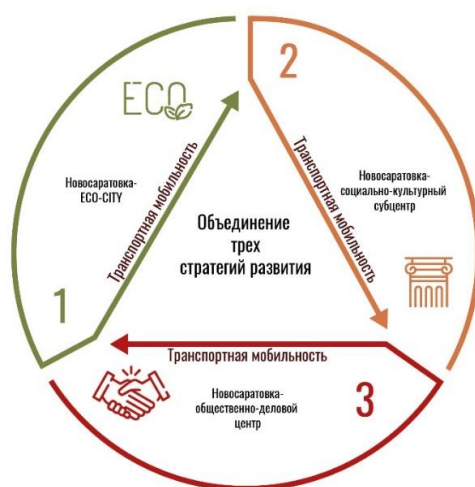 ECO
Новосаратовка-
ECO-CITY
1
Транспортная мобильность
2
Новосаратовка-
социально-культурный
субцентр
Транспортная мобильность
Объединение
трех
стратегий развития
Транспортная мобильность
Новосаратовка-
общественно-деловой
центр
3